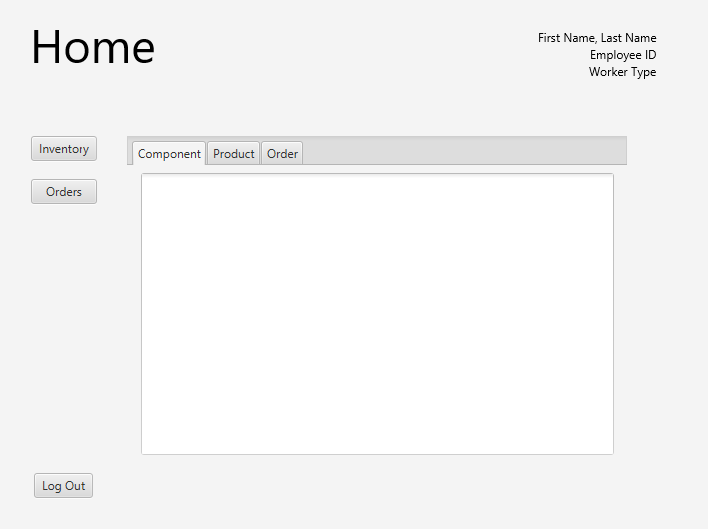 Home
First Name, Last Name
Employee ID
Worker Type
Inventory
Orders
Component
Product
Order
Log Out